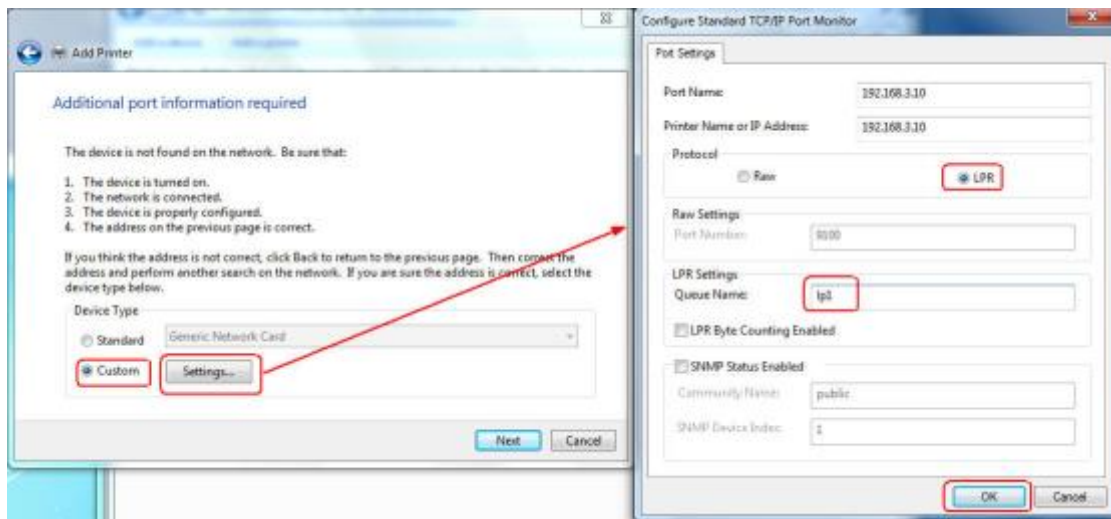 Add Printer
Additional port information required
The device is not found on the network. Be sure that:
1. The device is turned on.
2. The network is connected.
3. The device is properly configured.
4. The address on the previous page is correct.
If you think the address is not correct, click Back to return to the previous page. Then correct the
address and perform another search on the network. If you are sure the address is correct, select the
device type below.
Device Type
Standard
Generic Network Card
Custom
Settings...
Next
Cancel
Configure Standard TCP/IP Port Monitor
Port Settings
Port Name:
192.168.3.10
Printer Name or IP Address:
192.168.3.10
Protocol
Raw
LPR
Raw Settings
Port Number:
9100
LPR Settings
Queue Name:
lp1
LPR Byte Counting Enabled
SNMP Status Enabled
Community Name:
public
SNMP Device Index:
1
OK
Cancel